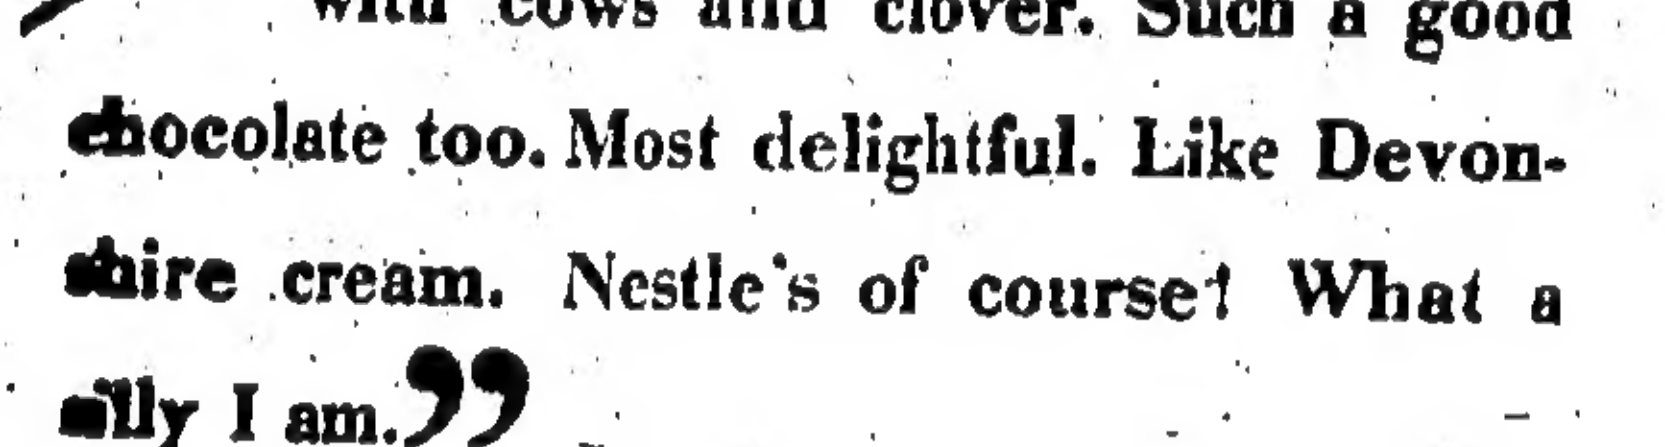 with cows and clover. Such a good
chocolate too. Most delightful. Like Devon-
shire cream. Nestle's of course! What a
silly I am.”